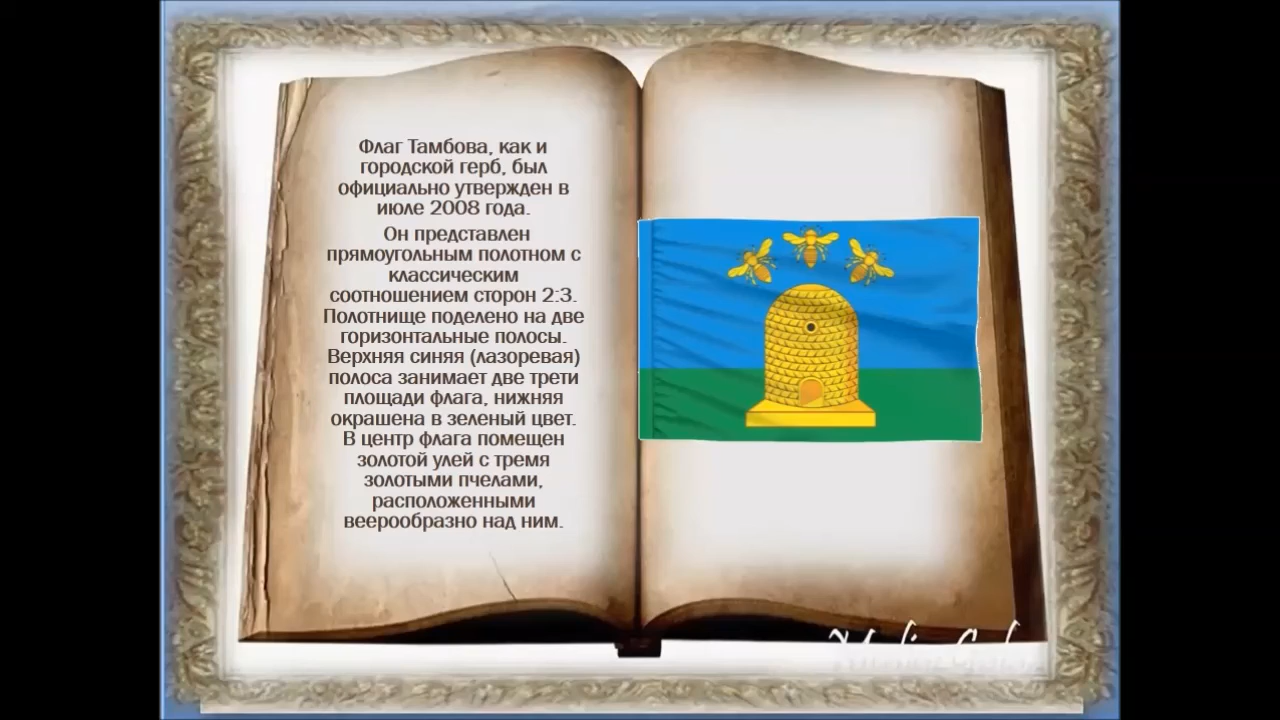 Флаг Тамбова, как и
городской герб, был
официально утвержден в
июле 2008 года.
Он представлен
прямоугольным полотном с
классическим
соотношением сторон 2:3.
Полотнище поделено на две
горизонтальные полосы.
Верхняя синяя (лазоревая)
полоса занимает две трети
площади флага, нижняя
окрашена в зеленый цвет.
В центр флага помещен
золотой улей с тремя
золотыми пчелами,
расположенными
веерообразно над ним.